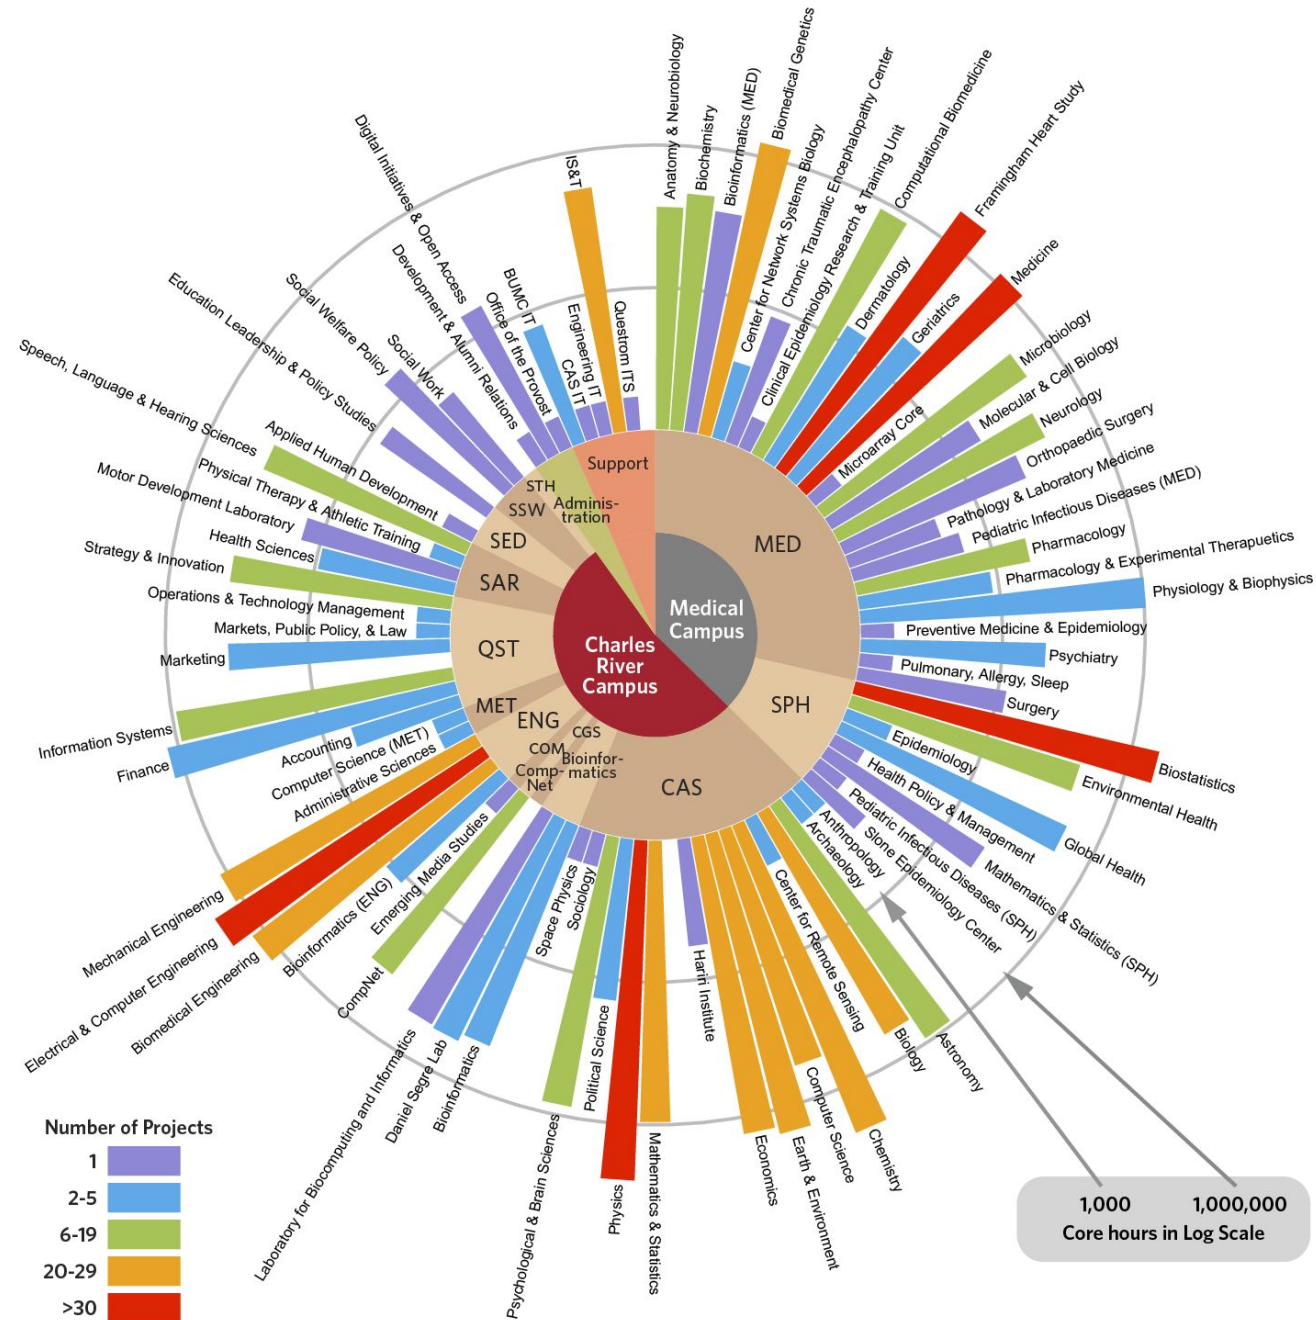 Anatomy & Neurobiology
Biochemistry
Bioinformatics (MED)
Biomedical Genetics
Center for Network Systems Biology
Chronic Traumatic Encephalopathy Center
Clinical Epidemiology Research & Training Unit
Computational Biomedicine
Dermatology
Framingham Heart Study
Geriatrics
Medicine
Microarray Core
Microbiology
Molecular & Cell Biology
Neurology
Orthopaedic Surgery
Pathology & Laboratory Medicine
Pediatric Infectious Diseases (MED)
Pharmacology
Pharmacology & Experimental Therapuetics
Physiology & Biophysics
Preventive Medicine & Epidemiology
Psychiatry
Pulmonary, Allergy, Sleep
Surgery
Biostatistics
Environmental Health
Epidemiology
Global Health
Health Policy & Management
Mathematics & Statistics (SPH)
Pediatric Infectious Diseases (SPH)
Slone Epidemiology Center
Anthropology
Archaeology
Astronomy
Biology
Center for Remote Sensing
Chemistry
Computer Science
Earth & Environment
Economics
Hariri Institute
Mathematics & Statistics
Physics
Political Science
Psychological & Brain Sciences
Sociology
Space Physics
Bioinformatics
Daniel Segre Lab
Laboratory for Biocomputing and Informatics
CompNet
Emerging Media Studies
Bioinformatics (ENG)
Biomedical Engineering
Electrical & Computer Engineering
Mechanical Engineering
Administrative Sciences
Computer Science (MET)
Accounting
Finance
Information Systems
Marketing
Markets, Public Policy, & Law
Operations & Technology Management
Strategy & Innovation
Health Sciences
Motor Development Laboratory
Physical Therapy & Athletic Training
Speech, Language & Hearing Sciences
Applied Human Development
Education Leadership & Policy Studies
Social Welfare Policy
Social Work
Development & Alumni Relations
Digital Initiatives & Open Access
Office of the Provost
BUMC IT
CAS IT
Engineering IT
IS&T
Questrom ITS
Support
Adminis-
tration
STH
SSW
SED
SAR
QST
MET
ENG
COM
Comp-
Net
CGS
Bioinfor-
matics
CAS
SPH
MED
Medical
Campus
Charles
River
Campus
Number of Projects
1
2-5
6-19
20-29
>30
1,000
1,000,000
Core hours in Log Scale